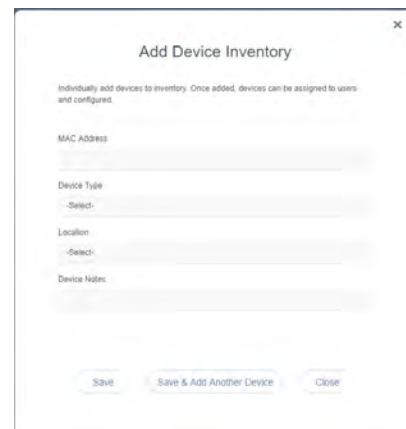 ×
Add Device Inventory
Individually add devices to inventory. Once added, devices can be assigned to users
and configured.
MAC Address
Device Type
-Select-
Location
-Select-
Device Notes
Save Save & Add Another Device Close